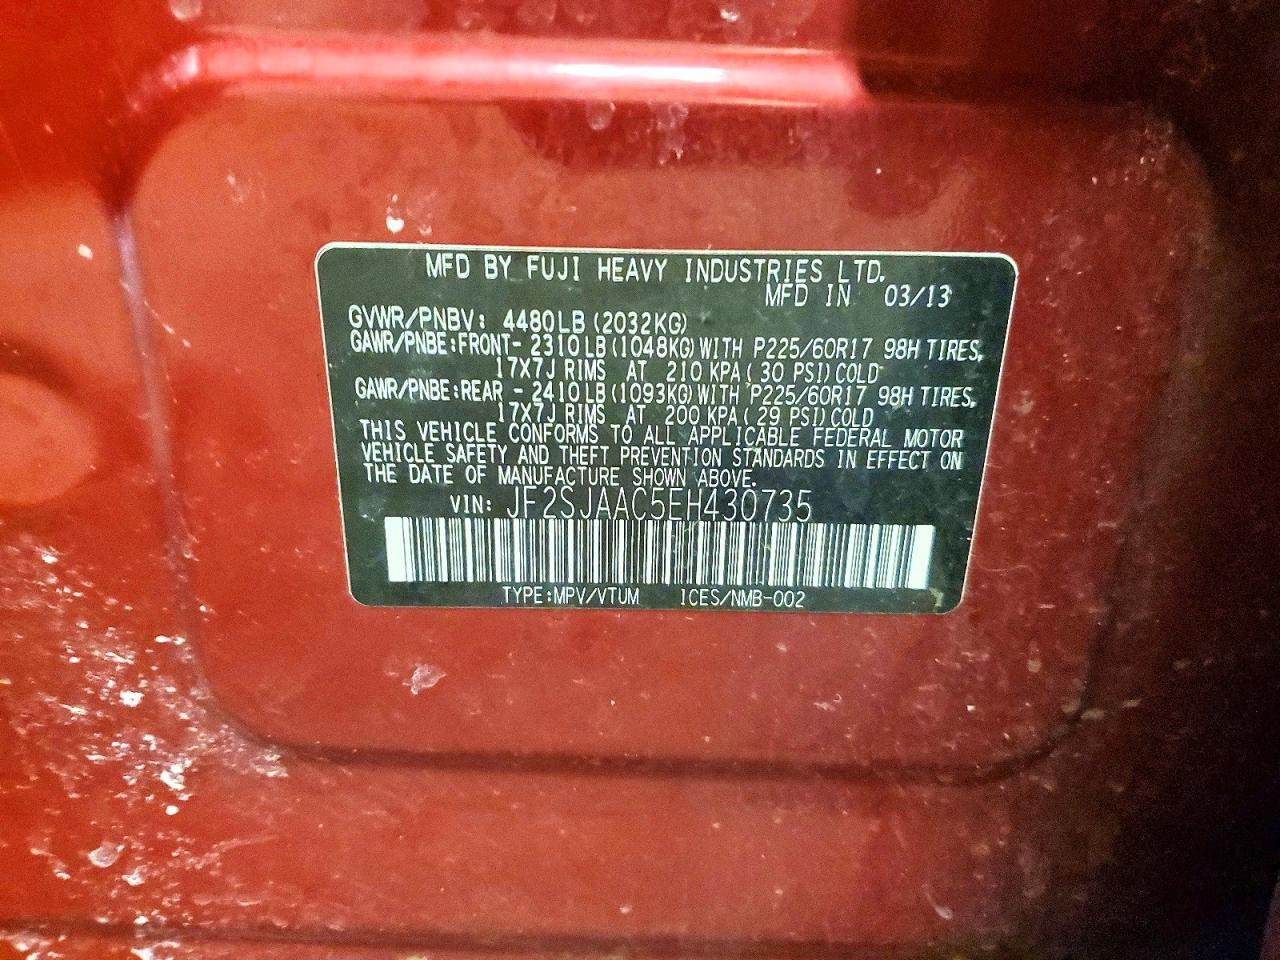 MFD BY FUJI HEAVY INDUSTRIES LTD.
MFD IN 03/13
GVWR/PNBV: 4480LB(2032KG)
GAWR/PNBE:FRONT- 2310LB(1048KG)WITH P225/60R17 98H TIRES,
17X7J RIMS AT 210 KPA(30 PSI)COLD
GAWR/PNBE:REAR - 2410LB(1093KG)WITH P225/60R17 98H TIRES,
17X7J RIMS AT 200 KPA(29 PSI)COLD
THIS VEHICLE CONFORMS TO ALL APPLICABLE FEDERAL MOTOR
VEHICLE SAFETY AND THEFT PREVENTION STANDARDS IN EFFECT ON
THE DATE OF MANUFACTURE SHOWN ABOVE.
VIN: JF2SJAAC5EH430735
TYPE:MPV/VTUM ICES/NMB-002